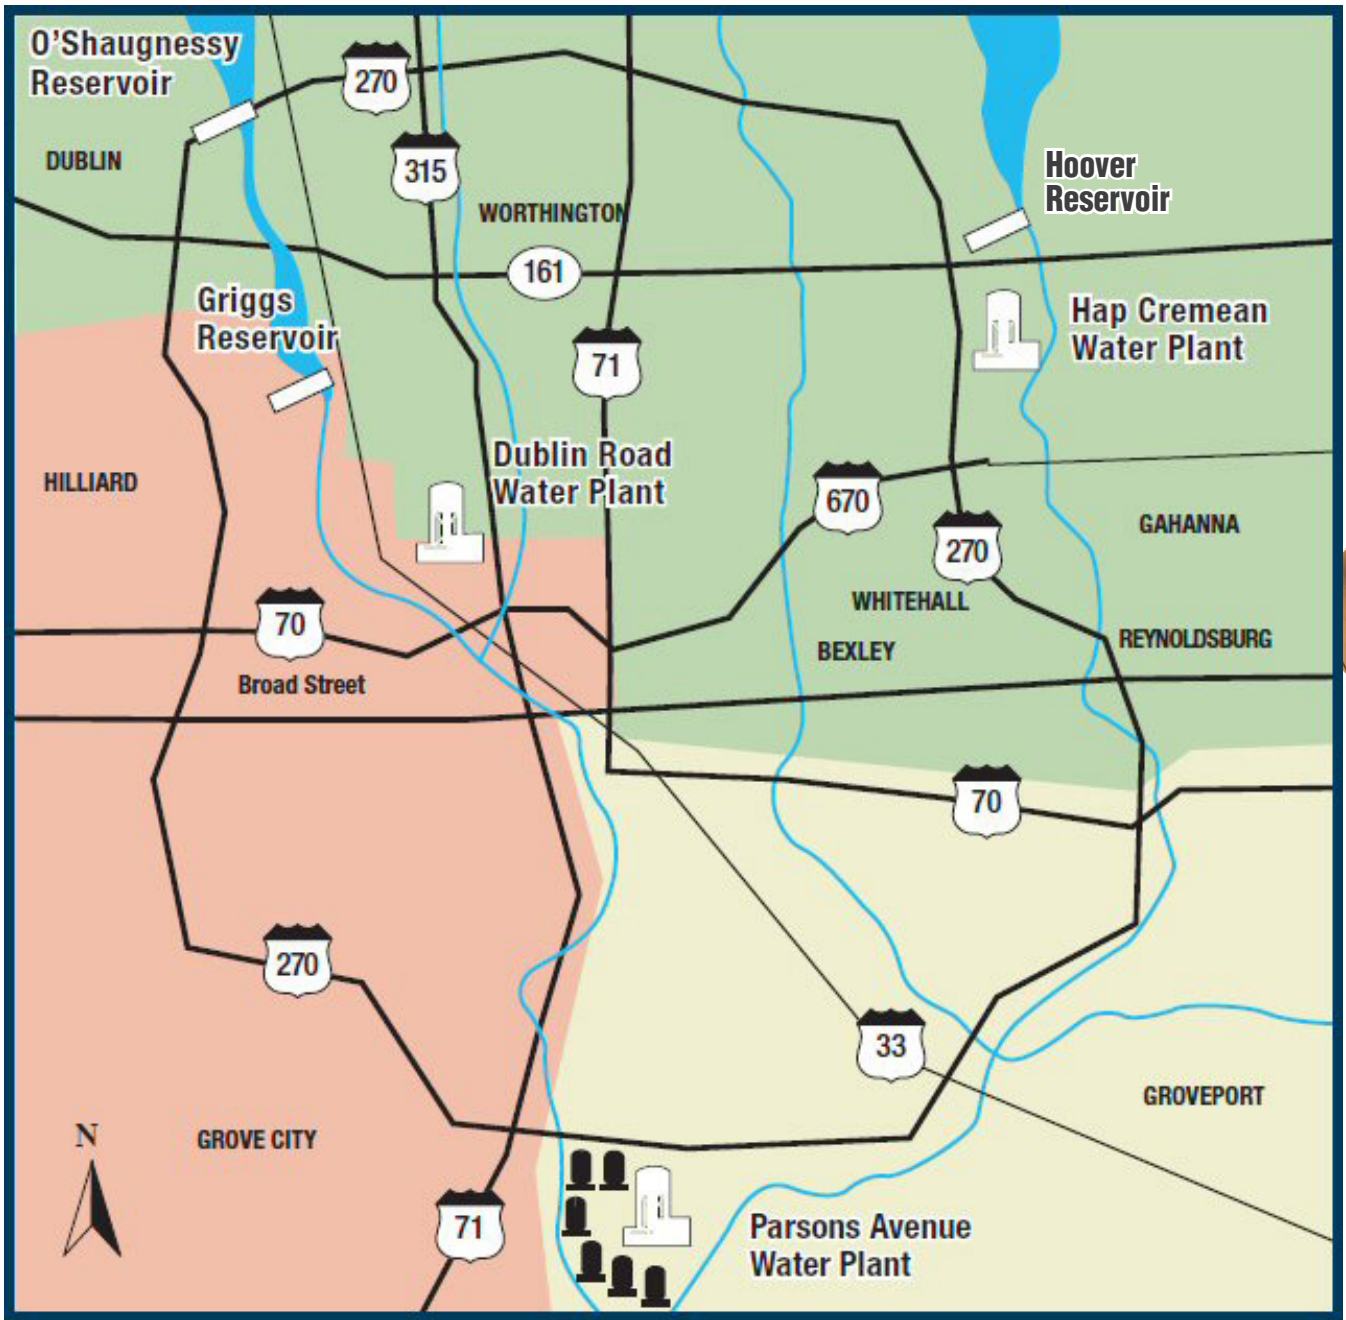 O'Shaugnessy
Reservoir
270
DUBLIN
315
Hoover
Reservoir
WORTHINGTON
161
Griggs
Reservoir
Hap Cremean
Water Plant
71
Dublin Road
Water Plant
HILLIARD
670
GAHANNA
270
WHITEHALL
70
BEXLEY
REYNOLDSBURG
Broad Street
70
270
33
GROVEPORT
N
GROVE CITY
71
Parsons Avenue
Water Plant